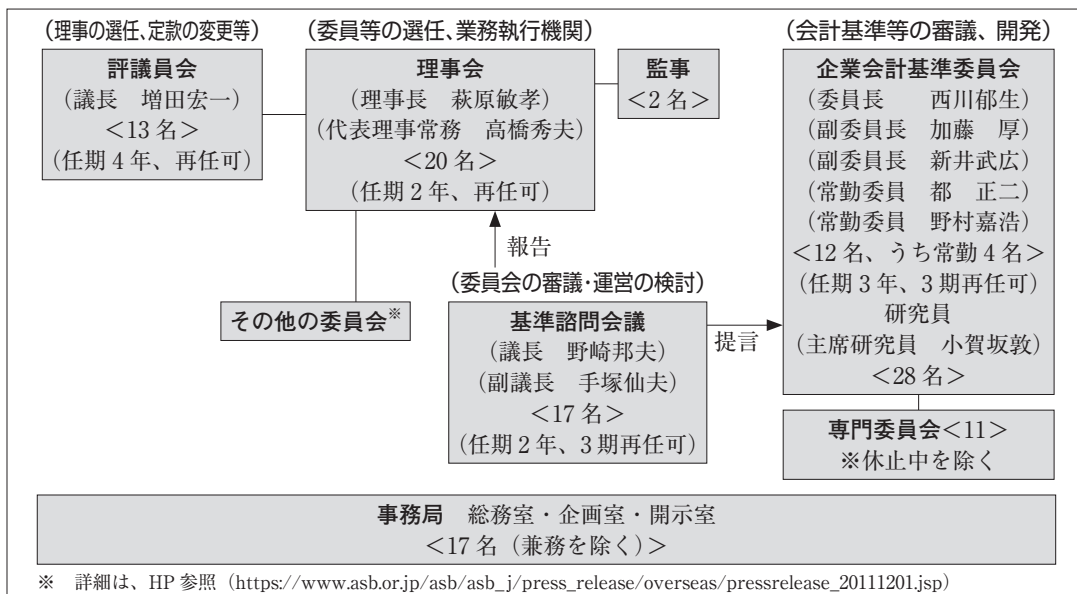 (理事の選任、定款の変更等)
評議員会
(議長 増田宏一)
<13名>
(任期4年、再任可)
(委員等の選任、業務執行機関)
理事会
(理事長 萩原敏孝)
(代表理事常務 高橋秀夫)
<20名>
(任期2年、再任可)
監事
<2名>
(会計基準等の審議、開発)
企業会計基準委員会
(委員長 西川郁生)
(副委員長 加藤 厚)
(副委員長 新井武広)
(常勤委員 都 正二)
(常勤委員 野村嘉浩)
<12名、うち常勤4名>
(任期3年、3期再任可)
研究員
(主席研究員 小賀坂敦)
<28名>
報告
その他の委員会※
(委員会の審議・運営の検討)
基準諮問会議
(議長 野崎邦夫)
(副議長 手塚仙夫)
<17名>
(任期2年、3期再任可)
提言
専門委員会<11>
※休止中を除く
事務局 総務室・企画室・開示室
<17名(兼務を除く)>
※ 詳細は、HP参照(https://www.asb.or.jp/asb/asb_j/press_release/overseas/pressrelease_20111201.jsp)